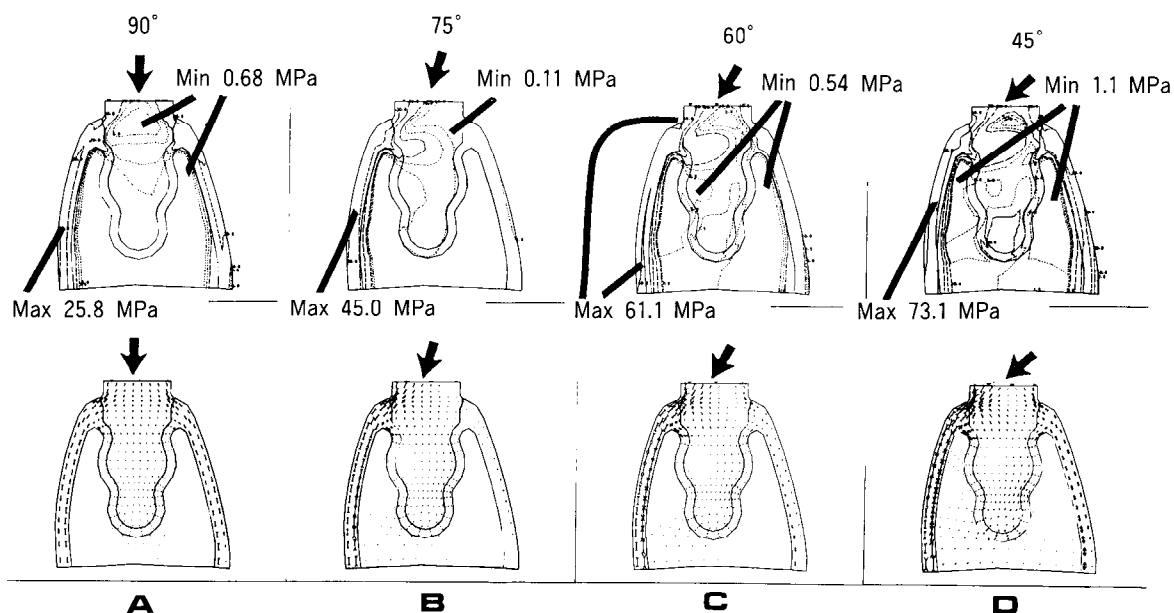 90°
75°
60°
45°
Min 0.68 MPa
Min 0.11 MPa
Min 0.54 MPa
Min 1.1 MPa
Max 25.8 MPa
Max 45.0 MPa
Max 61.1 MPa
Max 73.1 MPa
A
B
C
D